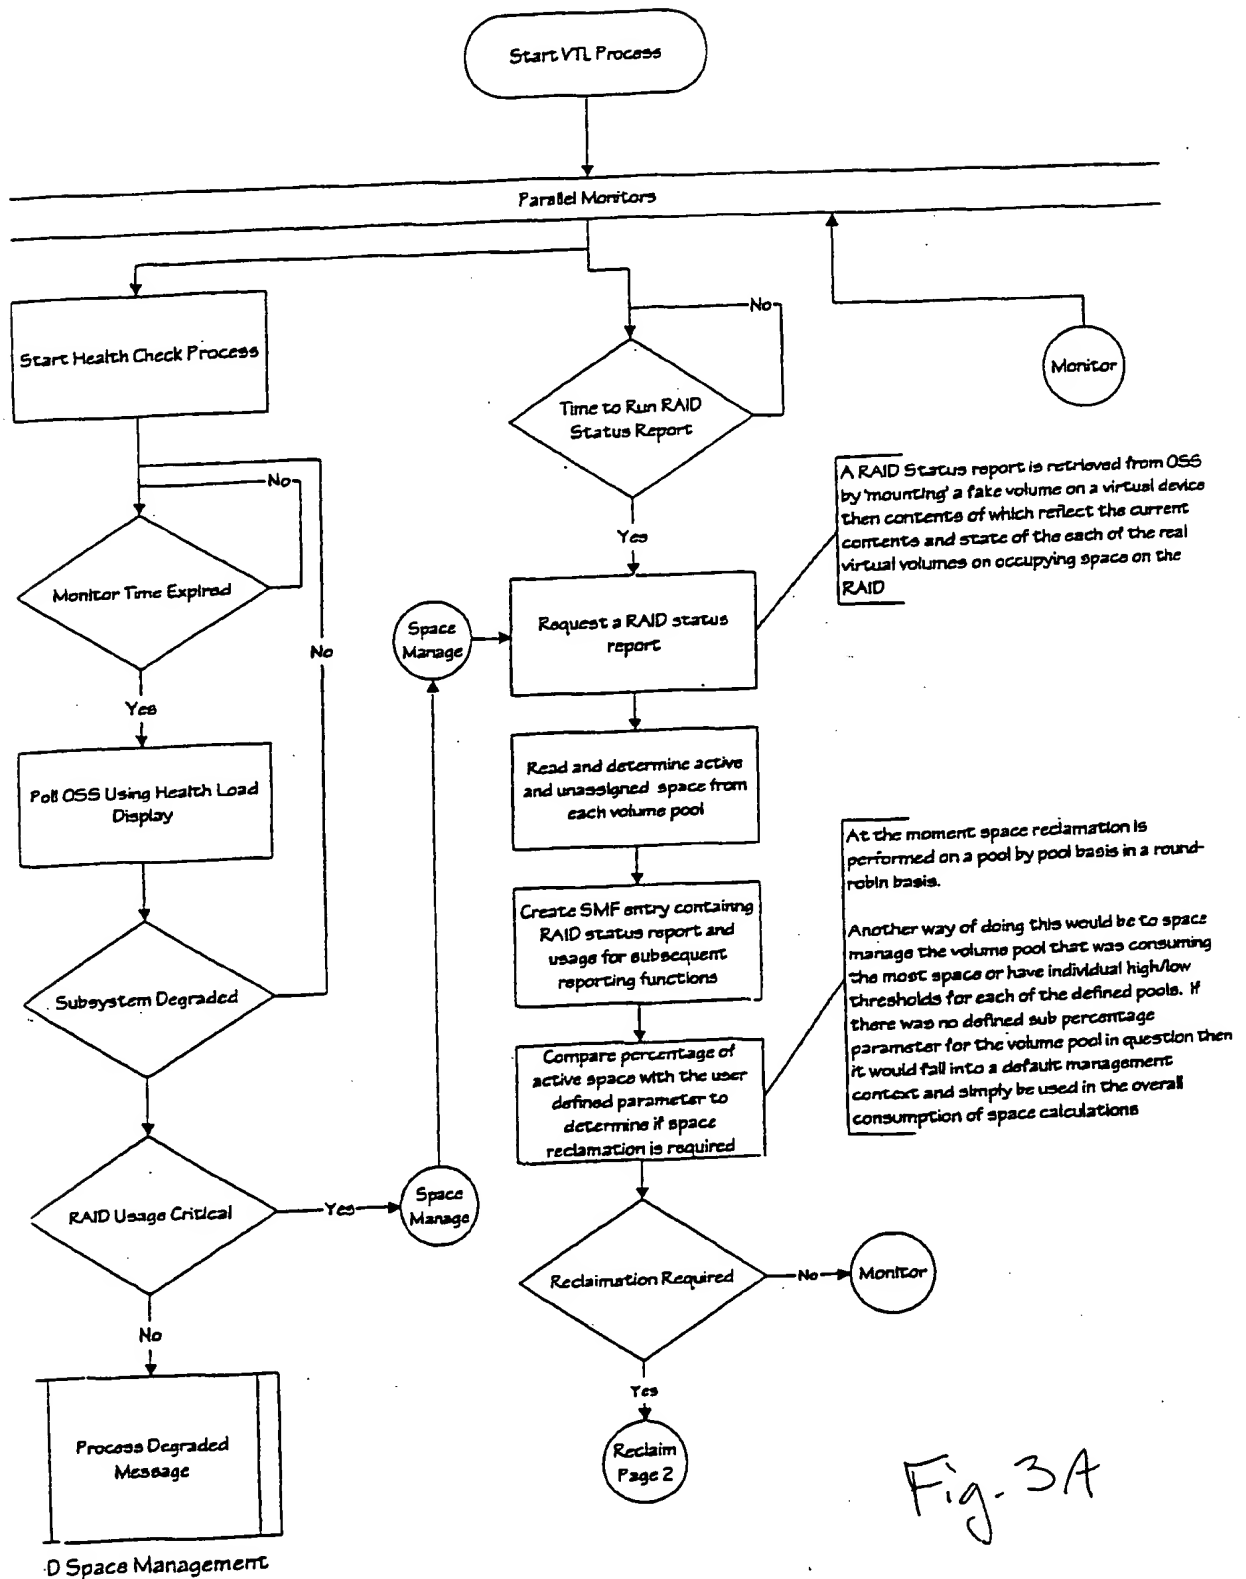 Start VTL Process
Parallel Monitors
Start Health Check Process
No
Time to Run RAID
Status Report
Monitor
No
Monitor Time Expired
No
Yes
Poll OSS Using Health Load
Display
Subsystem Degraded
RAID Usage Critical
Yes
Space
Manage
Space
Manage
No
Process Degraded
Message
D Space Management
Yes
Request a RAID status
report
A RAID Status report is retrieved from OSS
by 'mounting' a fake volume on a virtual device
then contents of which reflect the current
contents and state of the each of the real
virtual volumes on occupying space on the
RAID
Read and determine active
and unassigned space from
each volume pool
Create SMF entry containng
RAID status report and
usage for subsequent
reporting functions
Compare percentage of
active space with the user
defined parameter to
determine if space
reclamation is required
At the moment space reclamation is
performed on a pool by pool basis in a round-
robin basis.
Another way of doing this would be to space
manage the volume pool that was consuming
the most space or have individual high/low
thresholds for each of the defined pools. If
there was no defined sub percentage
parameter for the volume pool in question then
it would fall into a default management
context and simply be used in the overall
consumption of space calculations
Reclaimation Required
No
Monitor
Yes
Reclaim
Page 2
Fig. 3A